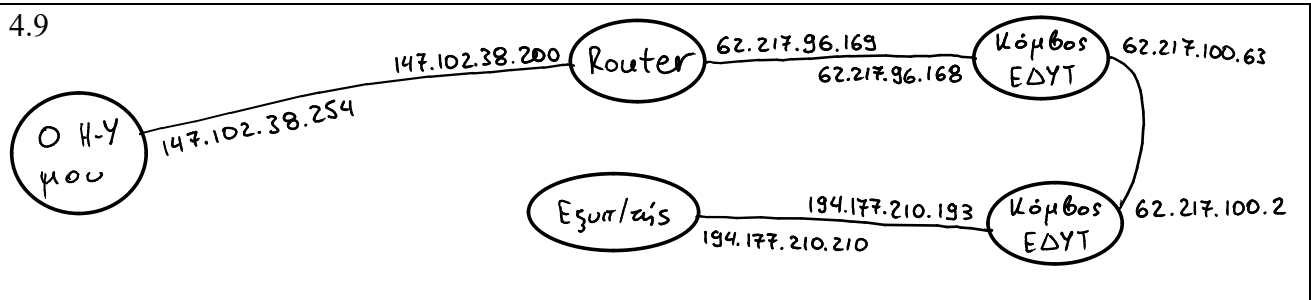 4.9
Ο Η-Υ
μου
147.102.38.254
147.102.38.200
Router
62.217.96.169
62.217.96.168
Κόμβος
ΕΔΥΤ
62.217.100.63
62.217.100.2
Κόμβος
ΕΔΥΤ
194.177.210.193
194.177.210.210
Εξυπ/τής